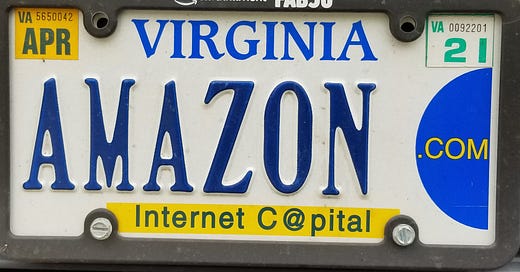 VA 5650042
APR
VIRGINIA
VA 0092201
21
AMAZON
.COM
Internet C@pital